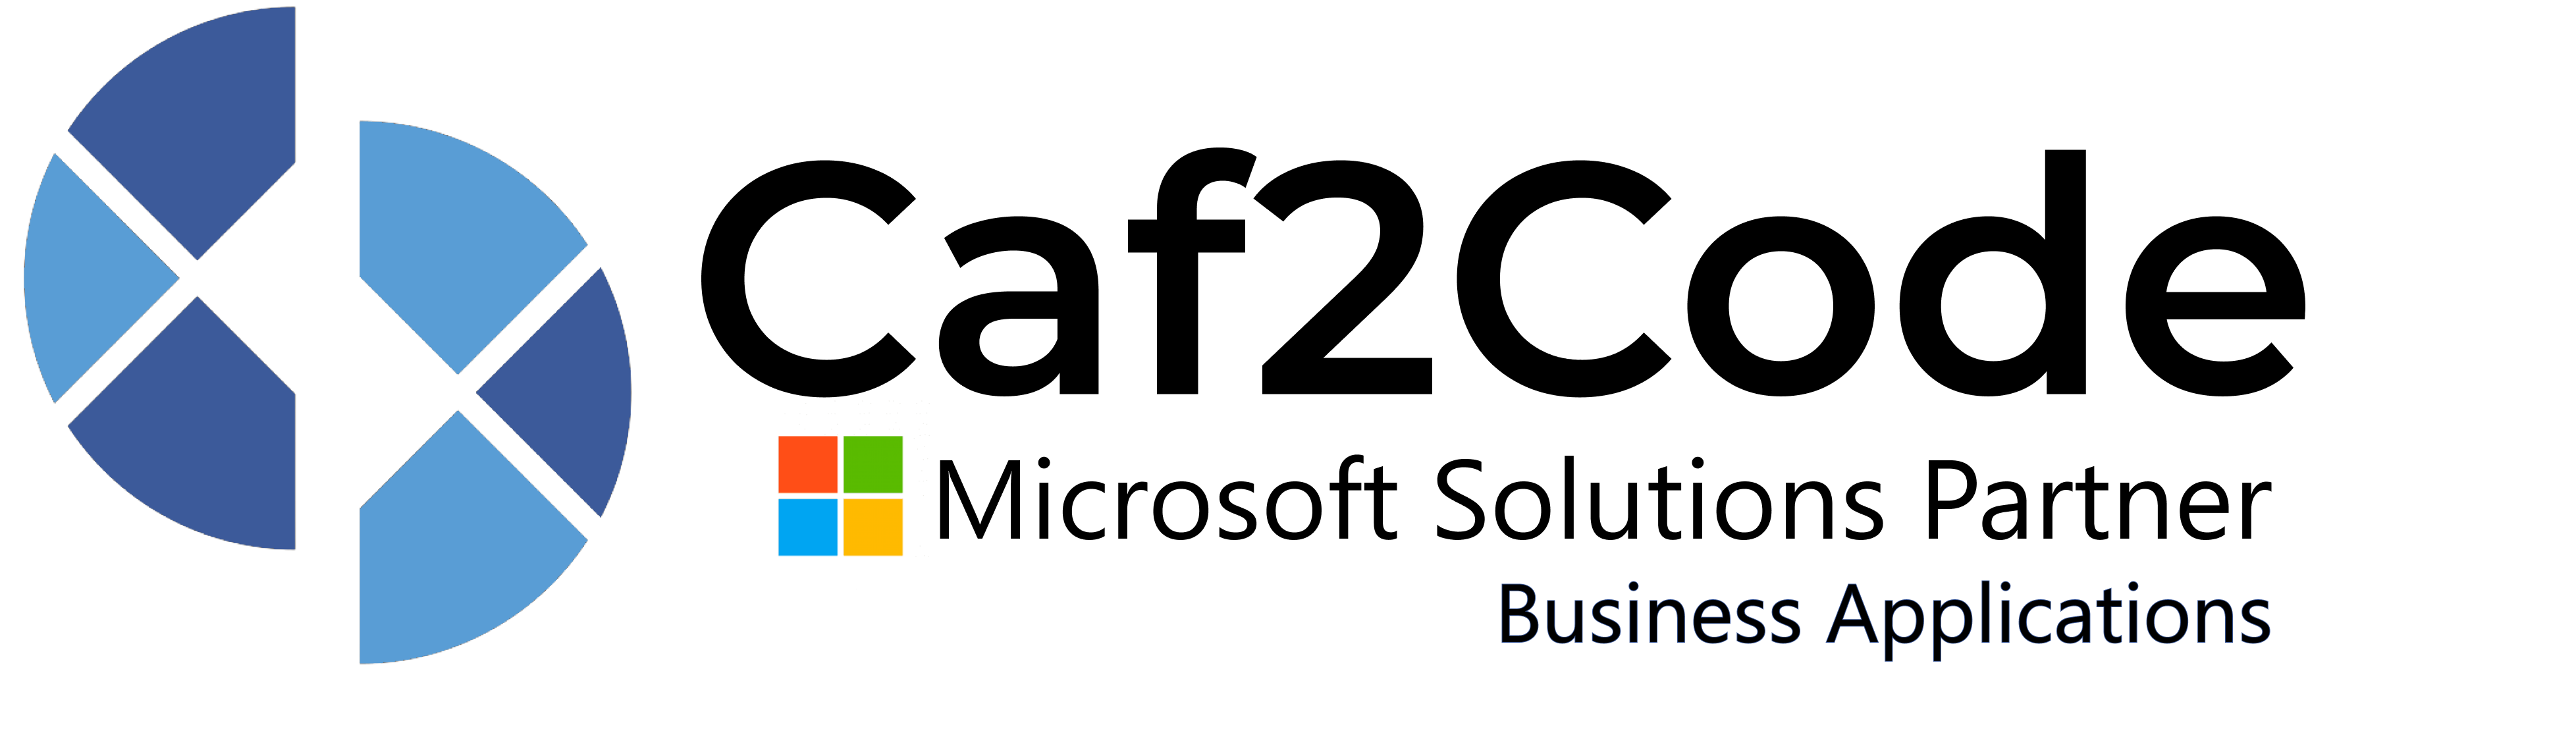 Caf2Code
Microsoft Solutions Partner
Business Applications